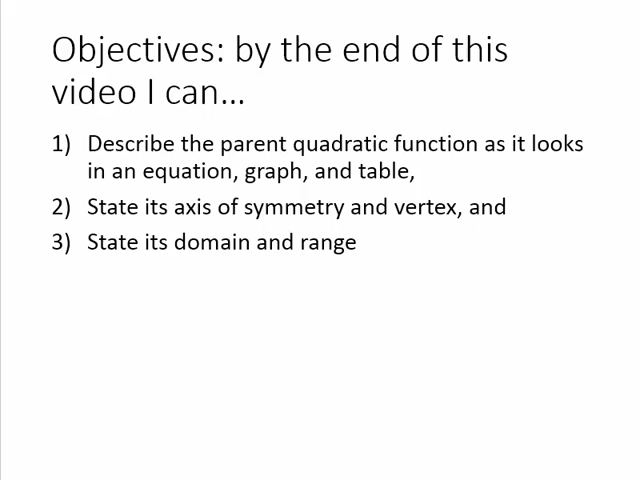 Objectives: by the end of this
video I can…
1) Describe the parent quadratic function as it looks
in an equation, graph, and table,
2) State its axis of symmetry and vertex, and
3) State its domain and range